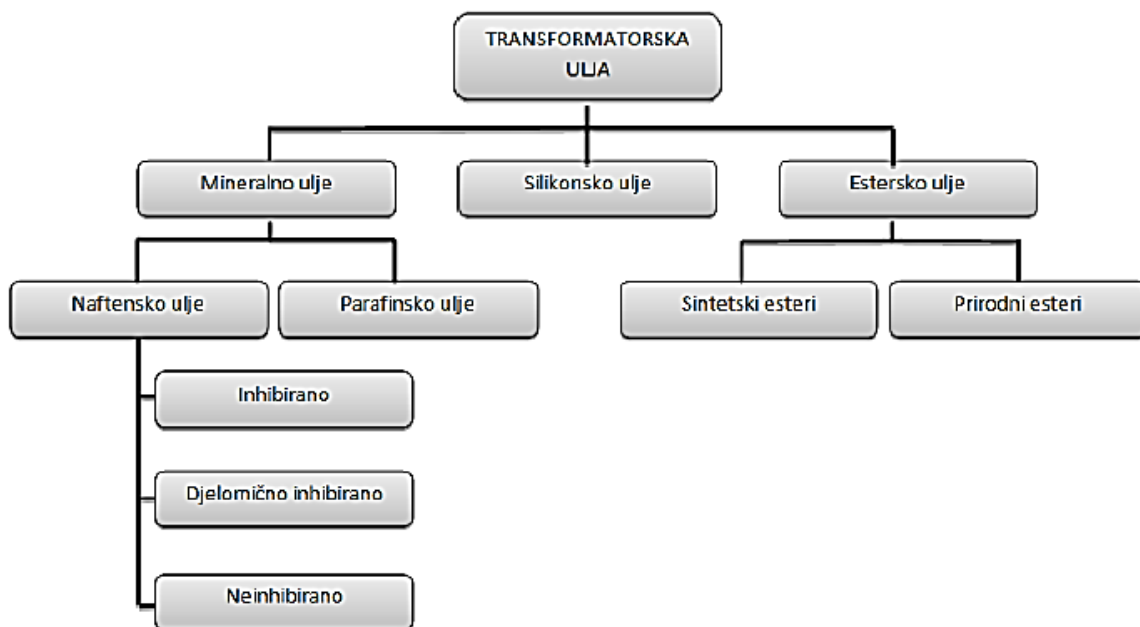 TRANSFORMATORSKA
ULJA
Mineralno ulje
Silikonsko ulje
Estersko ulje
Naftensko ulje
Parafinsko ulje
Sintetski esteri
Prirodni esteri
Inhibirano
Djelomično inhibirano
Neinhibirano